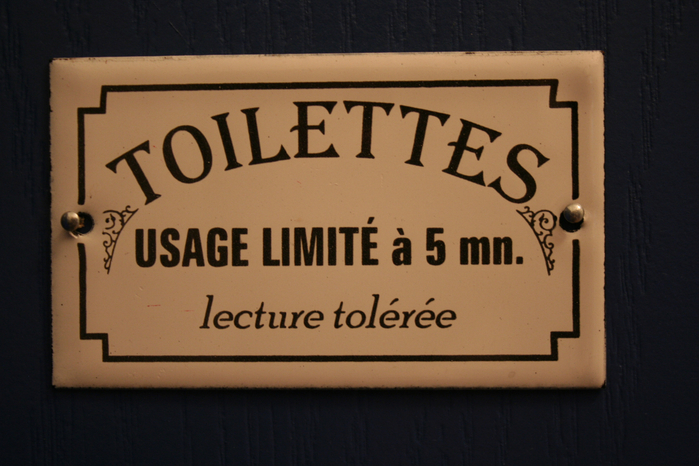 TOILETTES
USAGE LIMITÉ à 5 mn.
lecture tolérée